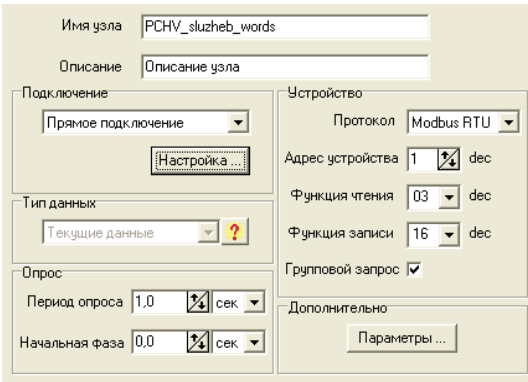 Имя узла PCHV_sluzheb_words
Описание Описание узла
Подключение
Прямое подключение
Настройка ...
Тип данных
Текущие данные ?
Опрос
Период опроса 1,0 сек
Начальная фаза 0,0 сек
Устройство
Протокол Modbus RTU
Адрес устройства 1 dec
Функция чтения 03 dec
Функция записи 16 dec
Групповой запрос
Дополнительно
Параметры ...